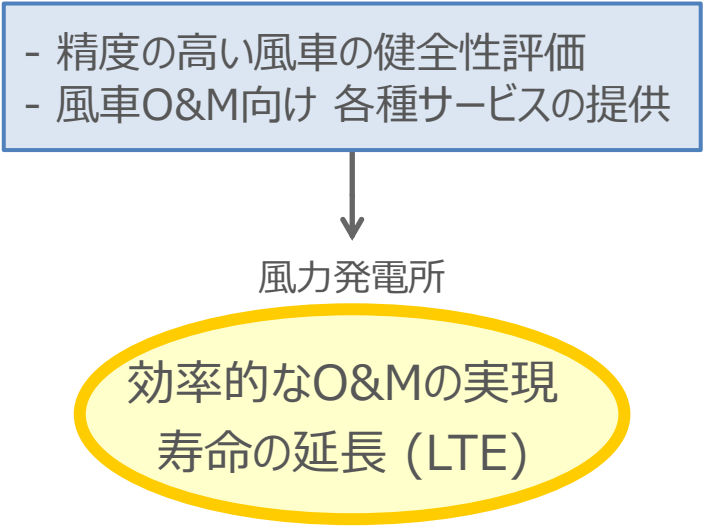 - 精度の高い風車の健全性評価
- 風車O&M向け 各種サービスの提供
風力発電所
効率的なO&Mの実現
寿命の延長 (LTE)